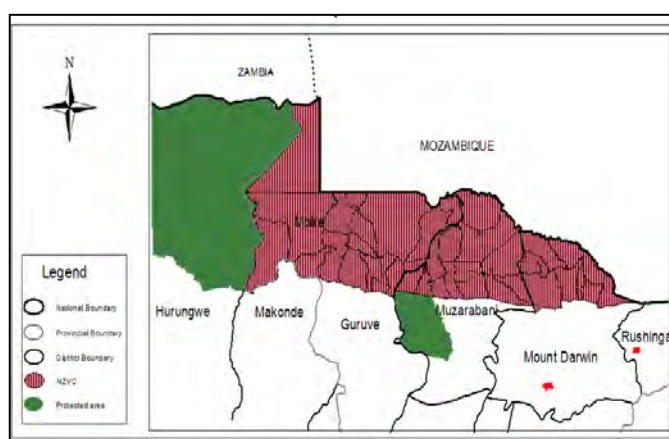 N
ZAMBIA
MOZAMBIQUE
Mbire
Legend
National Boundary
Provincial Boundary
District Boundary
NZVC
Protected area
Hurungwe
Makonde
Guruve
Muzaraban
Mount Darwin
Rushinga